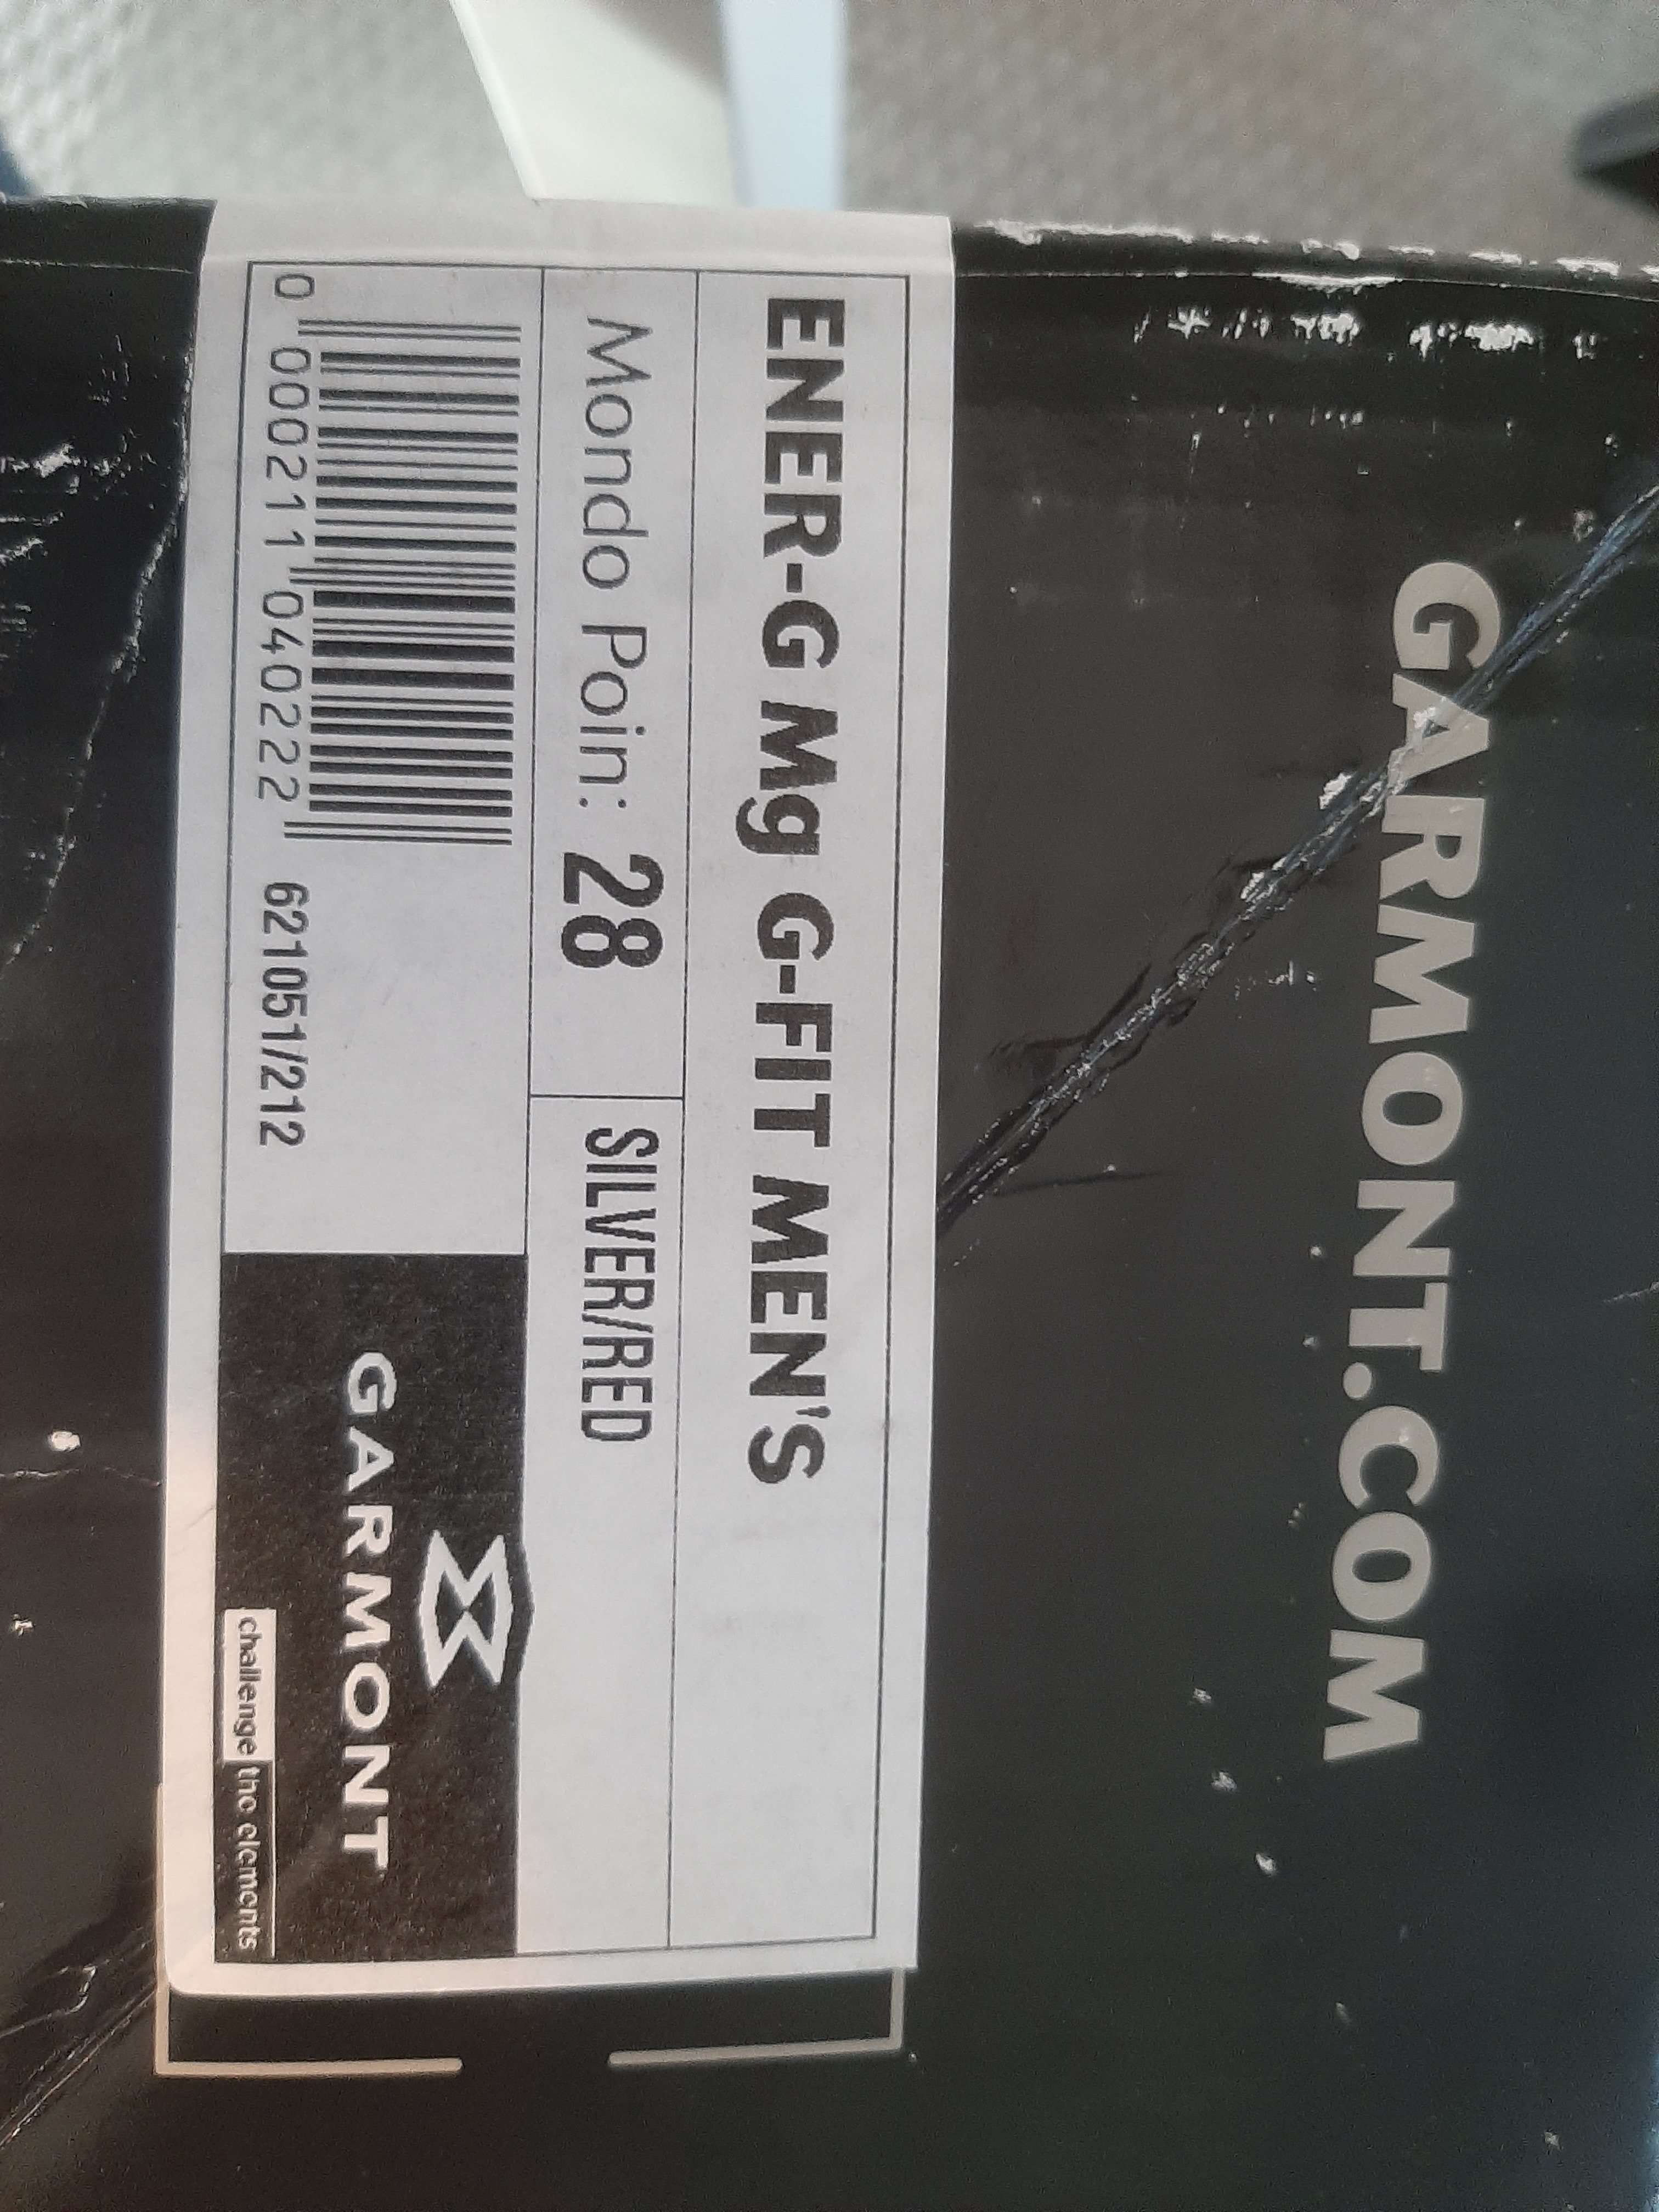 GARMONT.COM
ENER-G Mg G-FIT MEN'S
Mondo Poin: 28
SILVER/RED
0 000211 040222
621051/212
GARMONT
challenge the elements